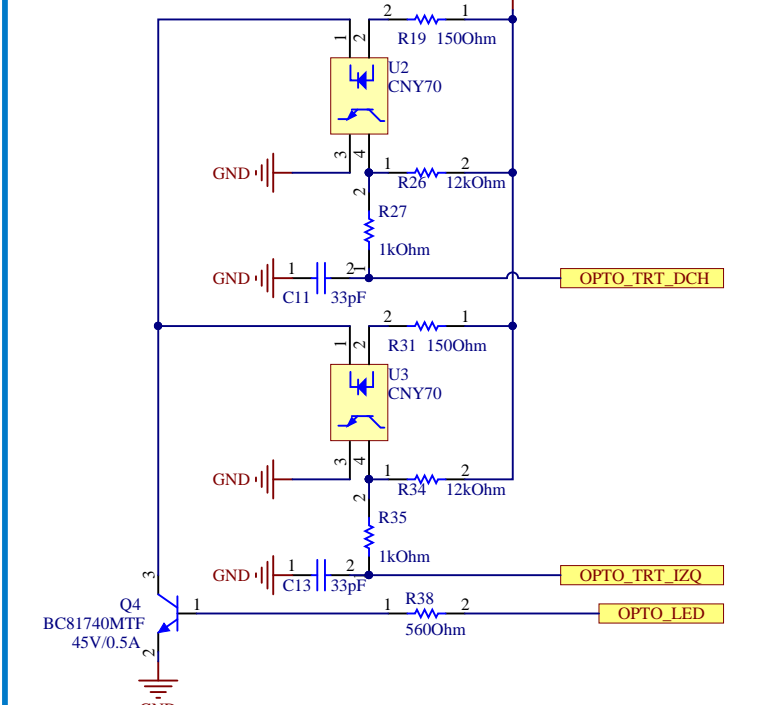 2 1
R19 150Ohm
1 2
U2
CNY70
3 4
GND
1 2
R26 12kOhm
2
R27
1kOhm
1
GND
1 2
C11 33pF
OPTO_TRT_DCH
2 1
R31 150Ohm
1 2
U3
CNY70
3 4
GND
1 2
R34 12kOhm
2
R35
1kOhm
GND
1 2
C13 33pF
OPTO_TRT_IZQ
3
Q4
BC81740MTF
45V/0.5A
1
2
1 R38 2
560Ohm
OPTO_LED
GND